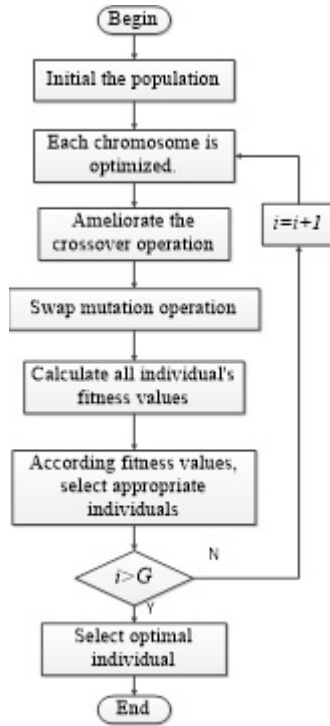 Begin
Initial the population
Each chromosome is
optimized.
Ameliorate the
crossover operation
i=i+1
Swap mutation operation
Calculate all individual's
fitness values
According fitness values,
select appropriate
individuals
N
i>G
Y
Select optimal
individual
End